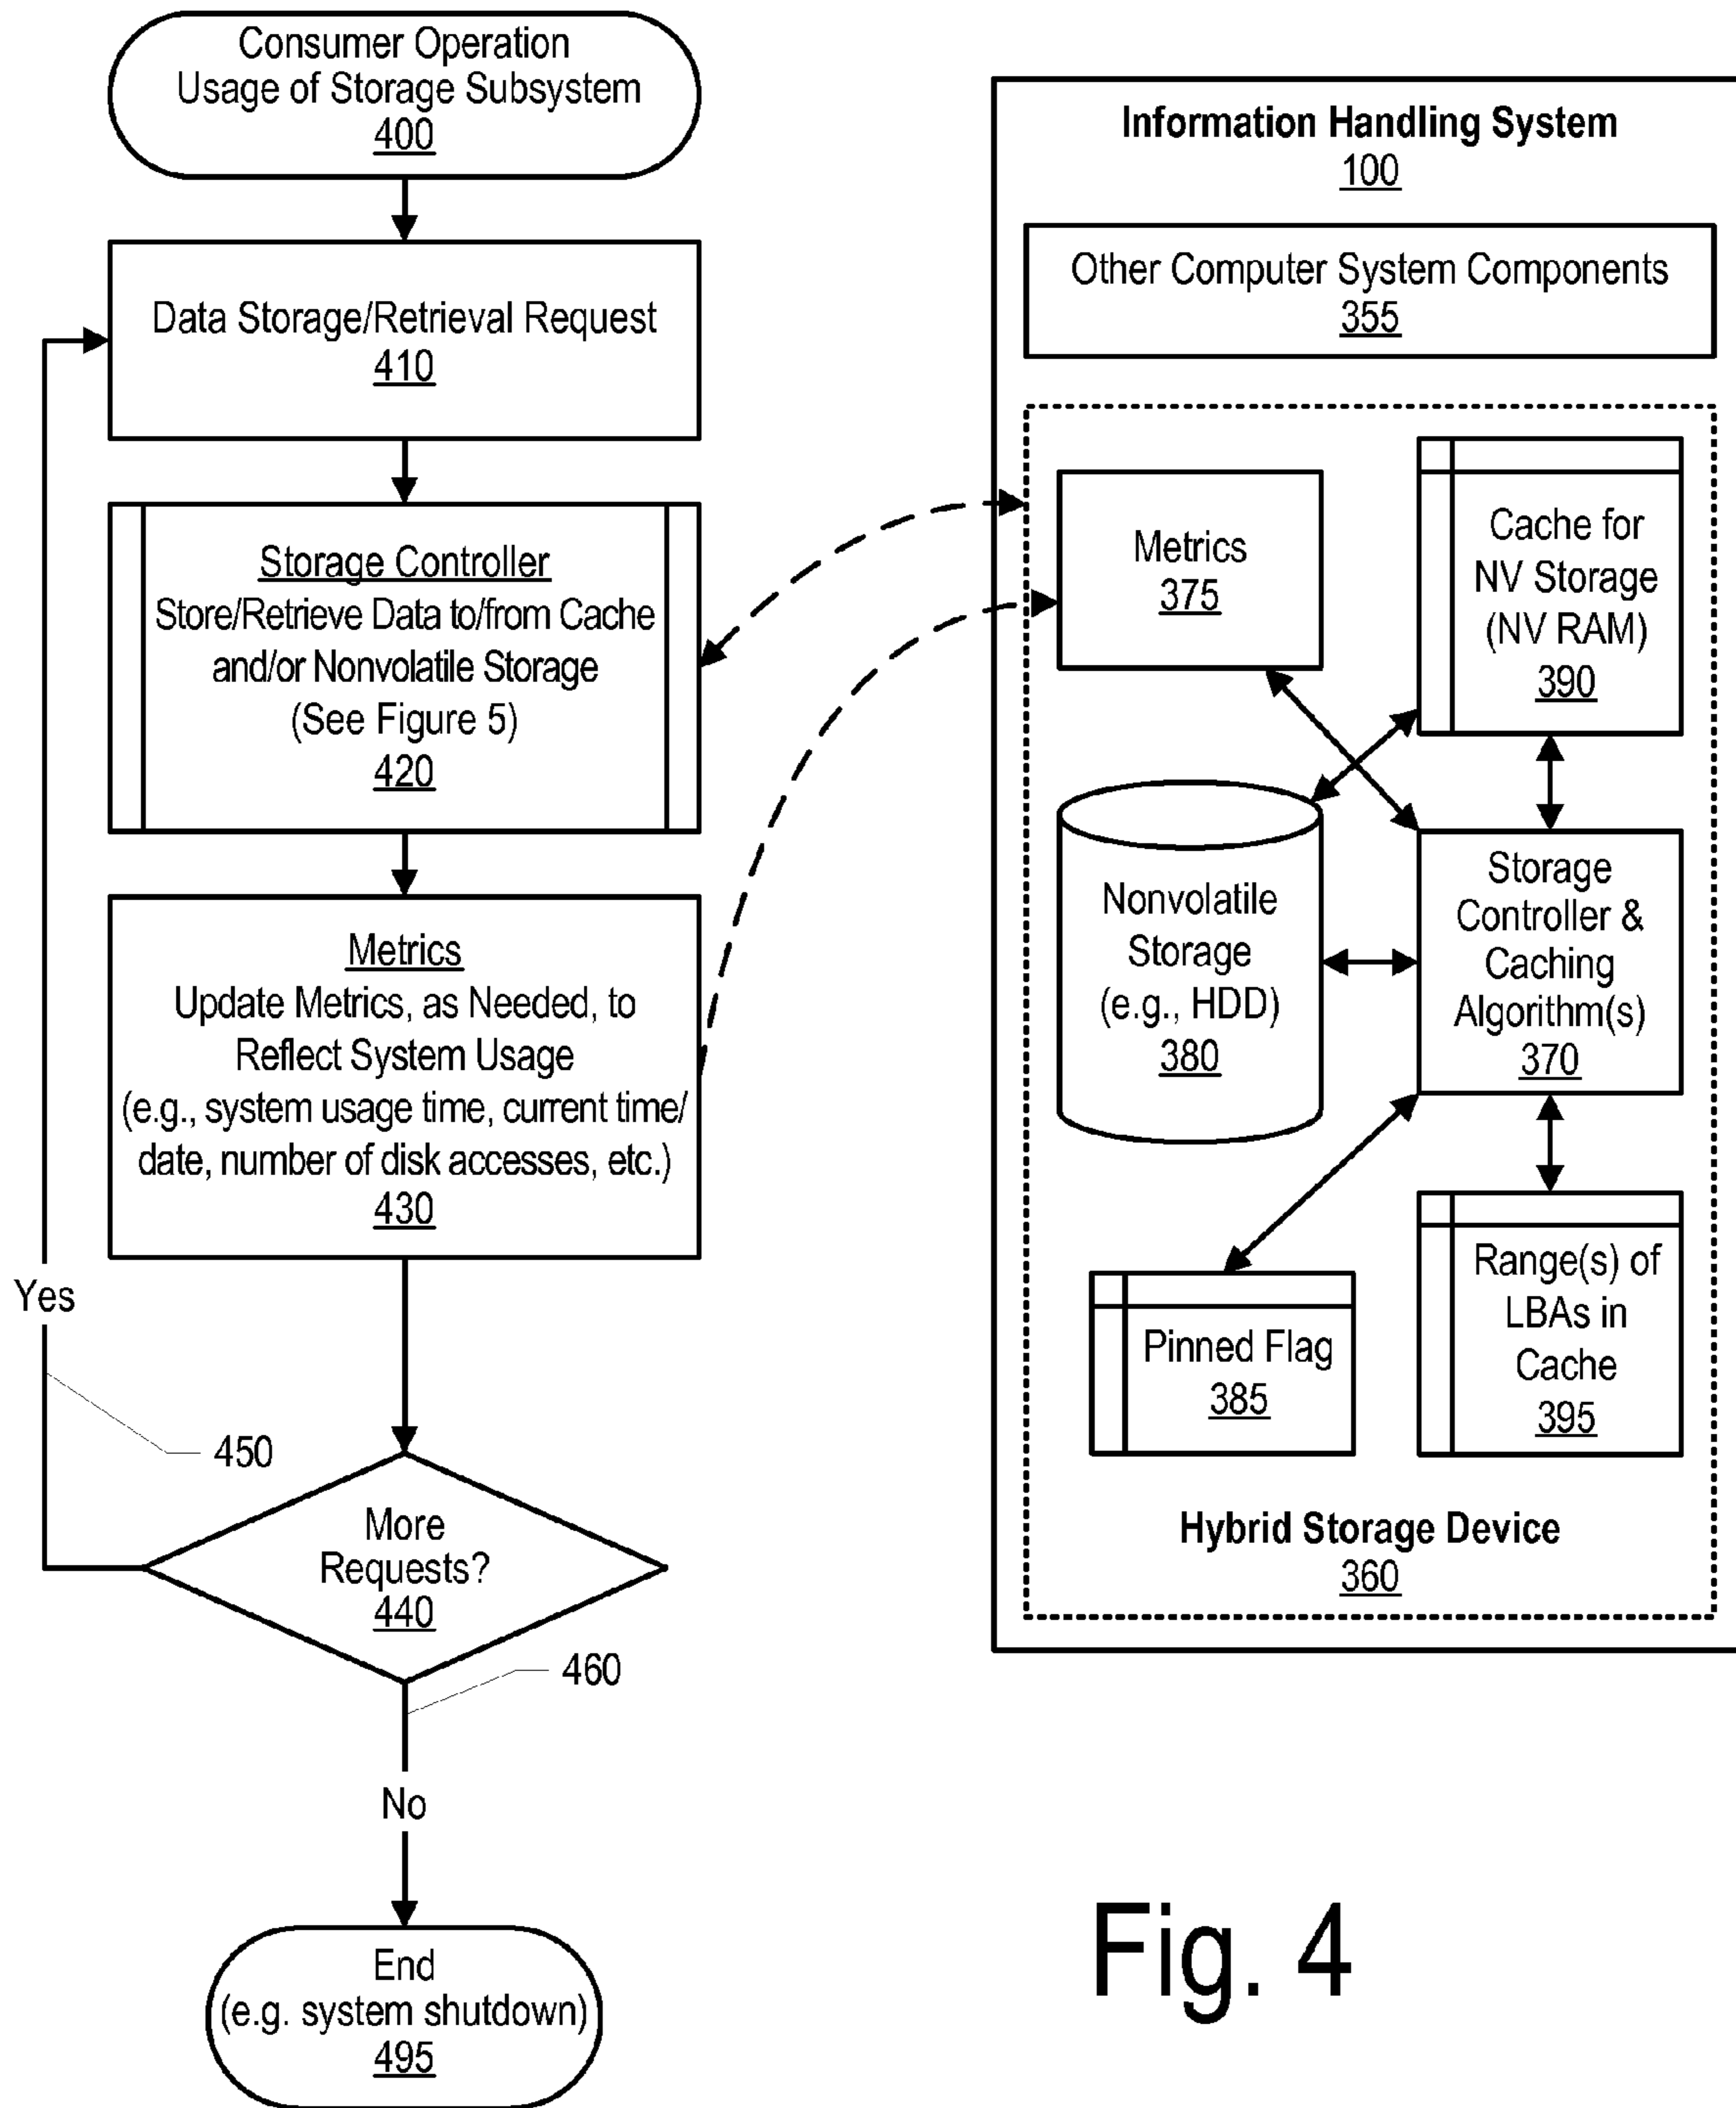 Consumer Operation
Usage of Storage Subsystem
400
Data Storage/Retrieval Request
410
Storage Controller
Store/Retrieve Data to/from Cache
and/or Nonvolatile Storage
(See Figure 5)
420
Metrics
Update Metrics, as Needed, to
Reflect System Usage
(e.g., system usage time, current time/
date, number of disk accesses, etc.)
430
Yes
450
More
Requests?
440
460
No
End
(e.g. system shutdown)
495
Information Handling System
100
Other Computer System Components
355
Metrics
375
Cache for
NV Storage
(NV RAM)
390
Nonvolatile
Storage
(e.g., HDD)
380
Storage
Controller &
Caching
Algorithm(s)
370
Pinned Flag
385
Range(s) of
LBAs in
Cache
395
Hybrid Storage Device
360
Fig. 4